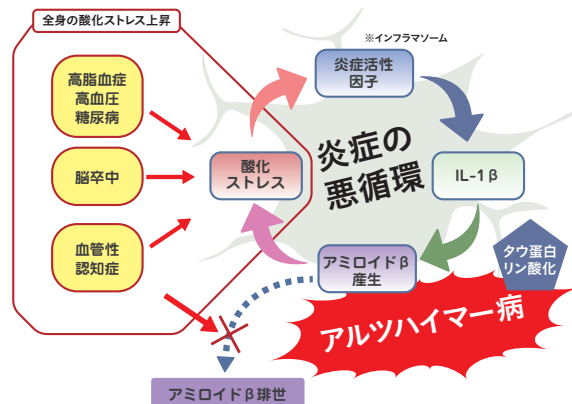 全身の酸化ストレス上昇
※インフラマソーム
高脂血症
高血圧
糖尿病
炎症活性
因子
脳卒中
酸化
ストレス
炎症の
悪循環
IL-1β
血管性
認知症
アミロイドβ
産生
タウ蛋白
リン酸化
アルツハイマー病
アミロイドβ排世